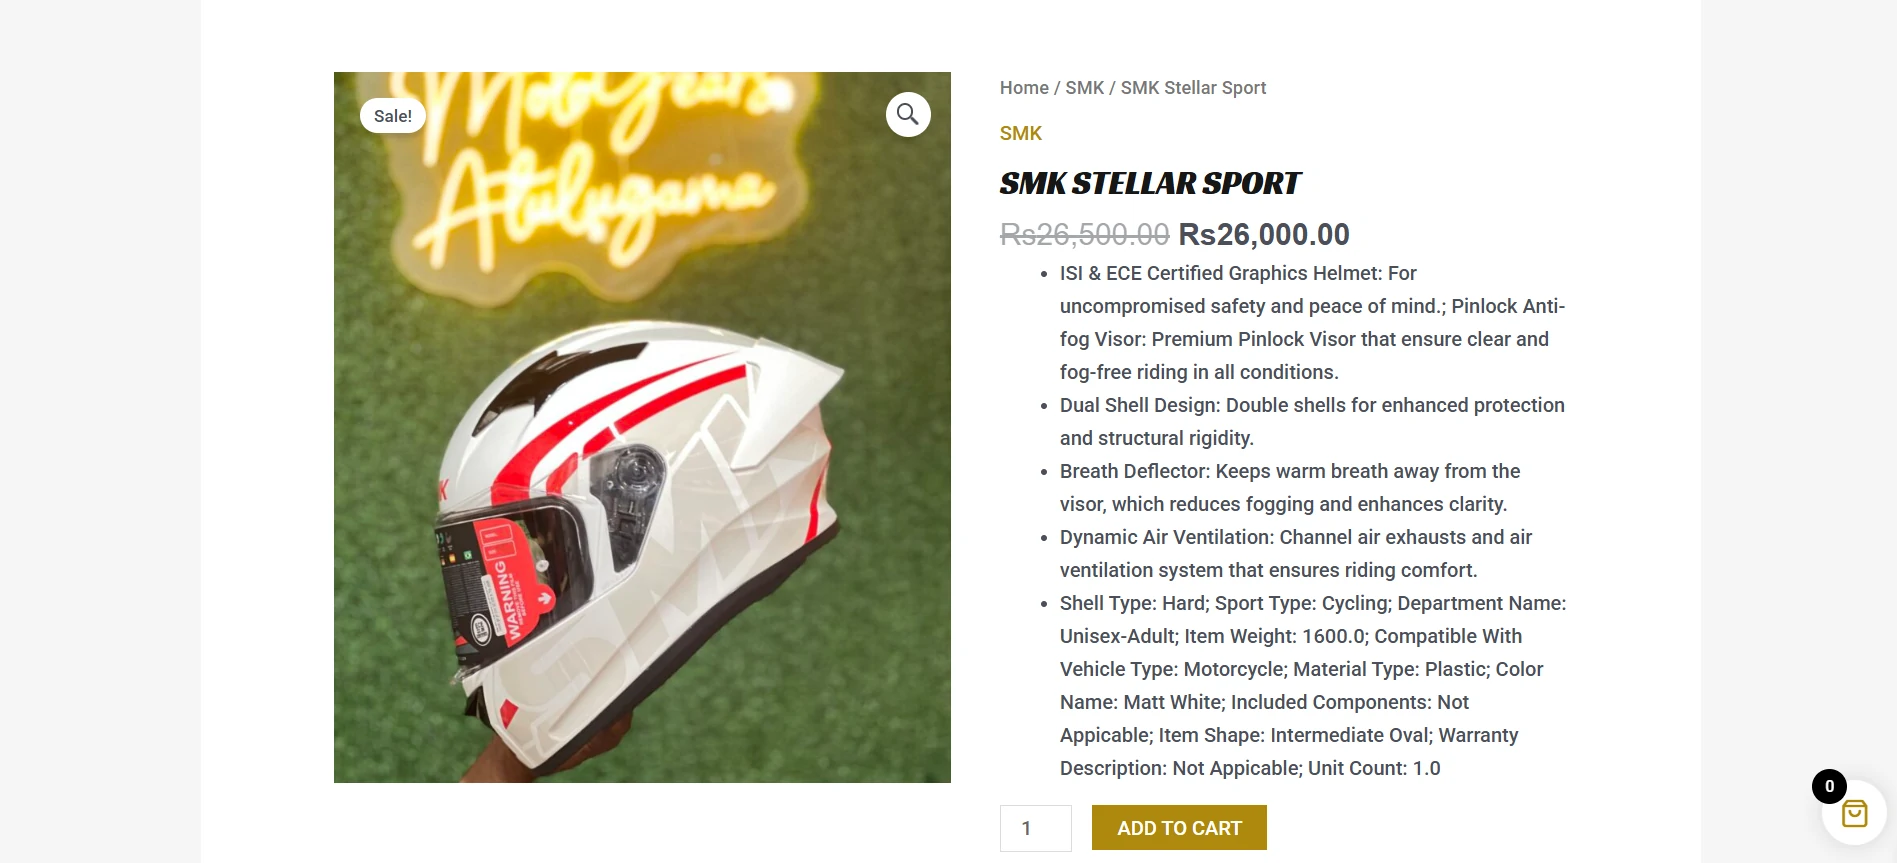 MotoGears
Atulugama
Sale!
SMK
WARNING
Home / SMK / SMK Stellar Sport
SMK
SMK STELLAR SPORT
Rs26,500.00 Rs26,000.00
• ISI & ECE Certified Graphics Helmet: For
uncompromised safety and peace of mind.; Pinlock Anti-
fog Visor: Premium Pinlock Visor that ensure clear and
fog-free riding in all conditions.
• Dual Shell Design: Double shells for enhanced protection
and structural rigidity.
• Breath Deflector: Keeps warm breath away from the
visor, which reduces fogging and enhances clarity.
• Dynamic Air Ventilation: Channel air exhausts and air
ventilation system that ensures riding comfort.
• Shell Type: Hard; Sport Type: Cycling; Department Name:
Unisex-Adult; Item Weight: 1600.0; Compatible With
Vehicle Type: Motorcycle; Material Type: Plastic; Color
Name: Matt White; Included Components: Not
Appicable; Item Shape: Intermediate Oval; Warranty
Description: Not Appicable; Unit Count: 1.0
1
ADD TO CART
0